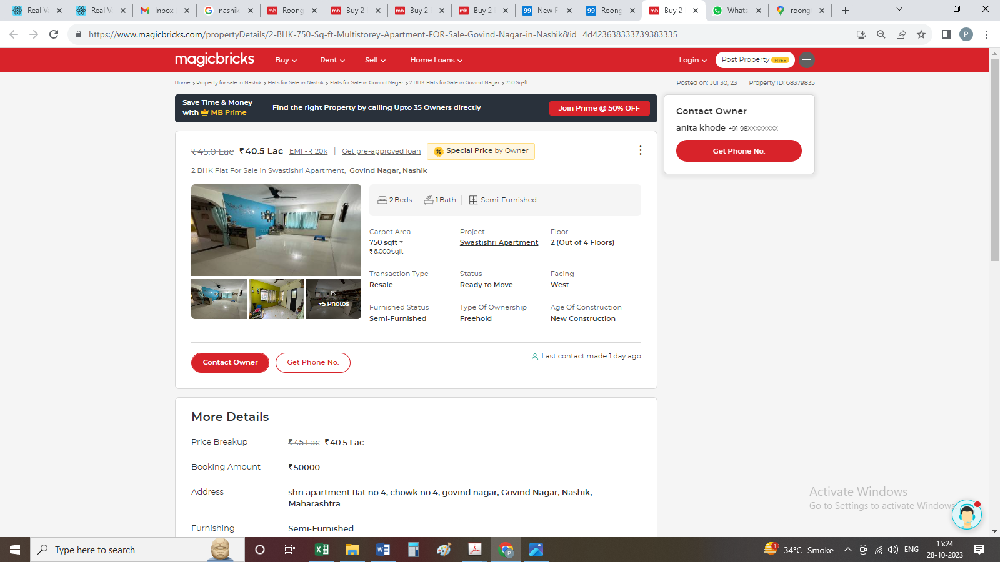 Real V
Real V
Inbox
nashik
Roong
Buy 2
Buy 2
Buy 2
New F
Roong
Buy 2
Whats
roong
https://www.magicbricks.com/propertyDetails/2-BHK-750-Sq-ft-Multistorey-Apartment-FOR-Sale-Govind-Nagar-in-Nashik&id=4d423638333739383335
P
magicbricks
Buy
Rent
Sell
Home Loans
Login
Post Property FREE
Home > Property for sale in Nashik > Flats for Sale in Nashik > Flats for Sale in Govind Nagar > 2 BHK Flats for Sale in Govind Nagar > 750 Sq-ft
Posted on: Jul 30, 23 Property ID: 68379835
Save Time & Money
with MB Prime
Find the right Property by calling Upto 35 Owners directly
Join Prime @ 50% OFF
Contact Owner
anita khode +91-98XXXXXXXX
Get Phone No.
₹45.0 Lac ₹40.5 Lac EMI - ₹ 20k | Get pre-approved loan Special Price by Owner
2 BHK Flat For Sale in Swastishri Apartment, Govind Nagar, Nashik
magicbricks
+5 Photos
2 Beds 1 Bath Semi-Furnished
Carpet Area
750 sqft
₹6,000/sqft
Project
Swastishri Apartment
Floor
2 (Out of 4 Floors)
Transaction Type
Resale
Status
Ready to Move
Facing
West
Furnished Status
Semi-Furnished
Type Of Ownership
Freehold
Age Of Construction
New Construction
Contact Owner
Get Phone No.
Last contact made 1 day ago
More Details
Price Breakup ₹45 Lac ₹40.5 Lac
Booking Amount ₹50000
Address shri apartment flat no.4, chowk no.4, govind nagar, Govind Nagar, Nashik,
Maharashtra
Furnishing Semi-Furnished
Activate Windows
Go to Settings to activate Windows.
Type here to search
34°C Smoke
ENG
15:24
28-10-2023